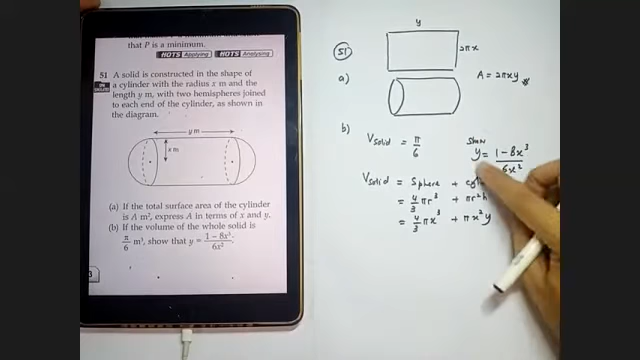 that P is a minimum.
HOTS Applying HOTS Analysing
51 A solid is constructed in the shape of
a cylinder with the radius x m and the
length y m, with two hemispheres joined
to each end of the cylinder, as shown in
the diagram.
y m
x m
(a) If the total surface area of the cylinder
is A m², express A in terms of x and y.
(b) If the volume of the whole solid is
π/6 m³, show that y = (1 − 8x³)/(6x²).
3
51
y
2πx
a)
A = 2πxy
b)
V solid = π/6
show
y = (1 − 8x³)/(6x²)
V solid = Sphere +
= 4/3 πr³ + πr²h
= 4/3 πx³ + πx²y